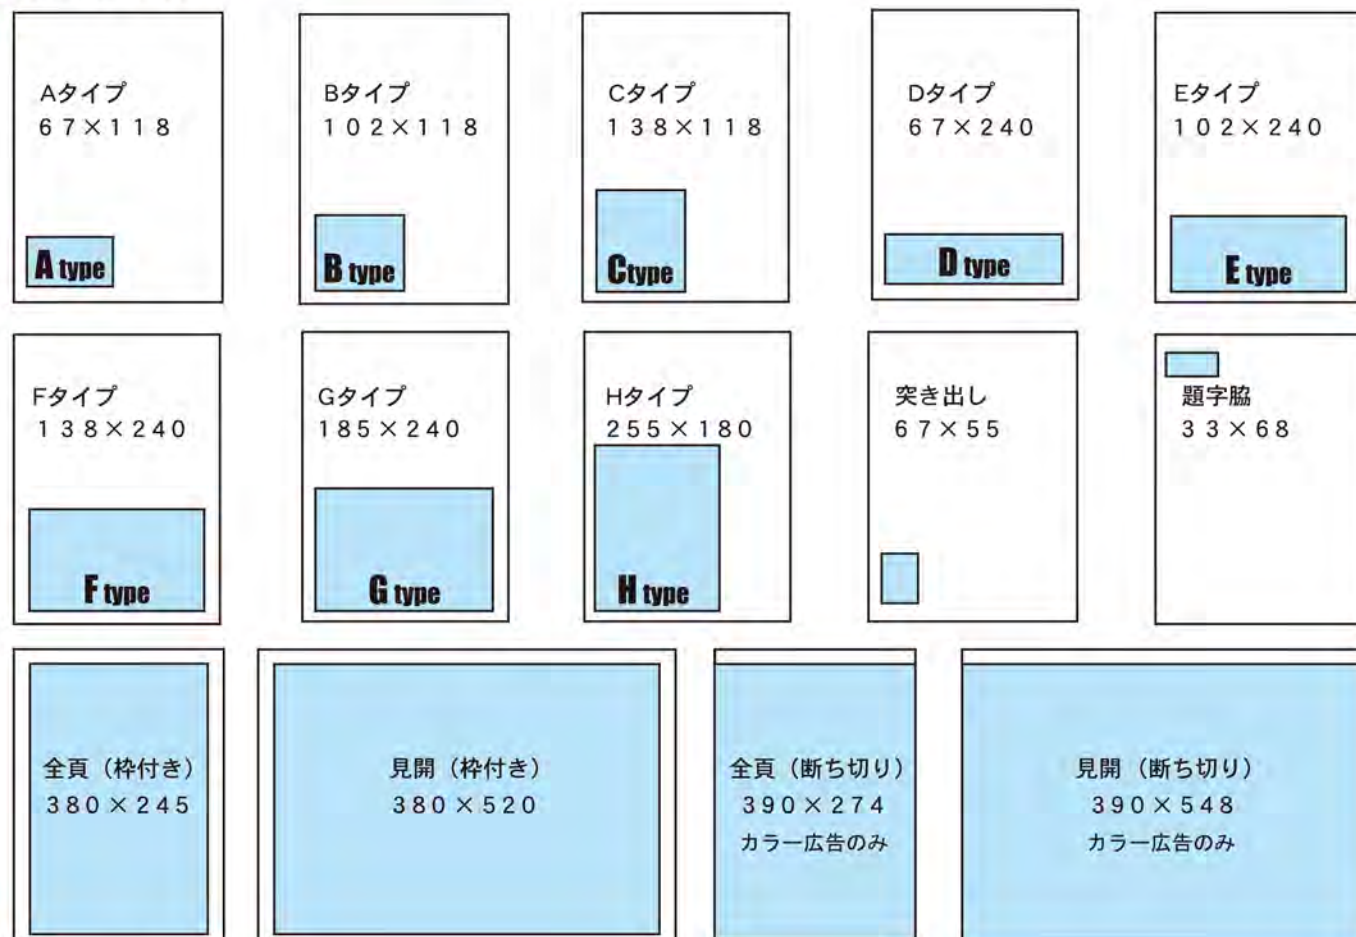 Aタイプ
67×118
A type
Bタイプ
102×118
B type
Cタイプ
138×118
Ctype
Dタイプ
67×240
D type
Eタイプ
102×240
E type
Fタイプ
138×240
F type
Gタイプ
185×240
G type
Hタイプ
255×180
H type
突き出し
67×55
題字脇
33×68
全頁（枠付き）
380×245
見開（枠付き）
380×520
全頁（断ち切り）
390×274
カラー広告のみ
見開（断ち切り）
390×548
カラー広告のみ